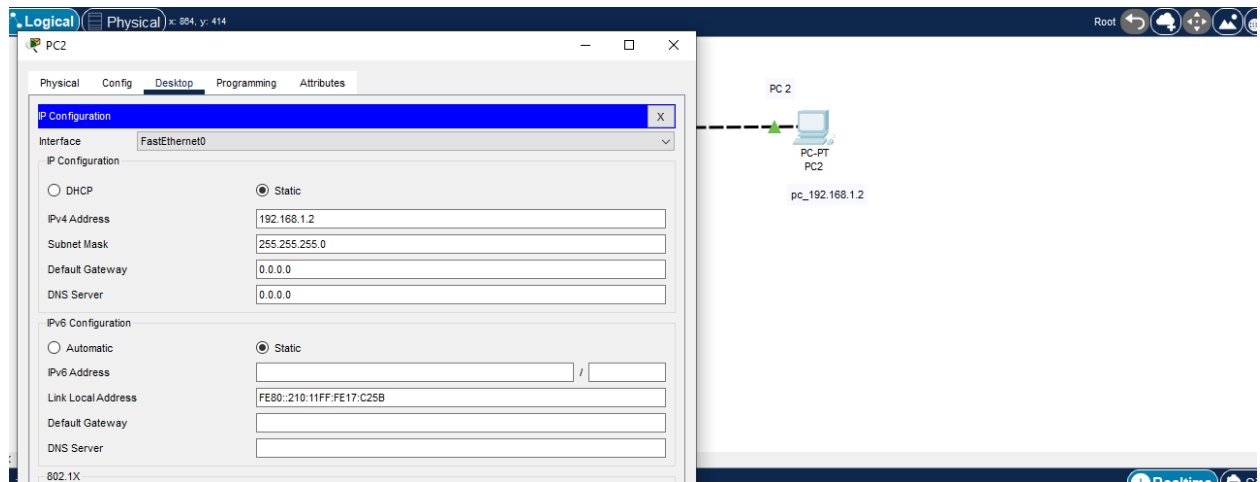 Logical Physical x: 864, y: 414 Root
PC2
Physical Config Desktop Programming Attributes
IP Configuration X
Interface FastEthernet0
IP Configuration
DHCP Static
IPv4 Address 192.168.1.2
Subnet Mask 255.255.255.0
Default Gateway 0.0.0.0
DNS Server 0.0.0.0
IPv6 Configuration
Automatic Static
IPv6 Address /
Link Local Address FE80::210:11FF:FE17:C25B
Default Gateway
DNS Server
802.1X
PC 2
PC-PT
PC2
pc_192.168.1.2
Realtime